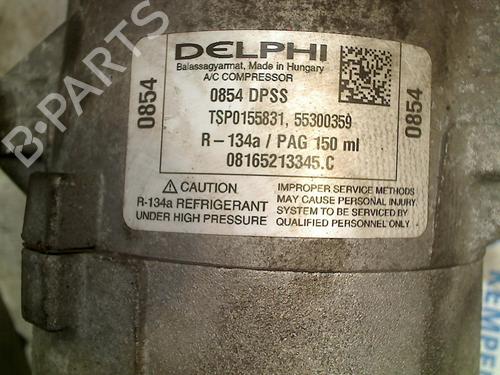 DELPHI
Balassagyarmat, Made in Hungary
A/C COMPRESSOR
0854 DPSS
TSP0155831, 55300359
R-134a / PAG 150 ml
08165213345.C
0854
0854
CAUTION
R-134a REFRIGERANT
UNDER HIGH PRESSURE
IMPROPER SERVICE METHODS
MAY CAUSE PERSONAL INJURY.
SYSTEM TO BE SERVICED BY
QUALIFIED PERSONNEL ONLY
B-Parts